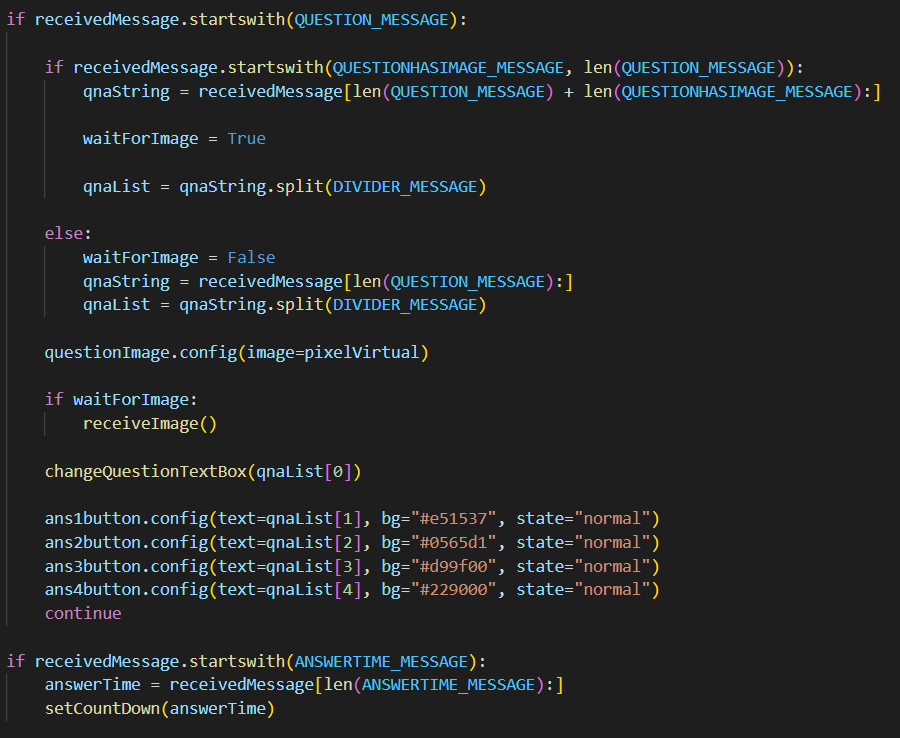 if receivedMessage.startswith(QUESTION_MESSAGE):
if receivedMessage.startswith(QUESTIONHASIMAGE_MESSAGE, len(QUESTION_MESSAGE)):
qnaString = receivedMessage[len(QUESTION_MESSAGE) + len(QUESTIONHASIMAGE_MESSAGE):]
waitForImage = True
qnaList = qnaString.split(DIVIDER_MESSAGE)
else:
waitForImage = False
qnaString = receivedMessage[len(QUESTION_MESSAGE):]
qnaList = qnaString.split(DIVIDER_MESSAGE)
questionImage.config(image=pixelVirtual)
if waitForImage:
receiveImage()
changeQuestionTextBox(qnaList[0])
ans1button.config(text=qnaList[1], bg="#e51537", state="normal")
ans2button.config(text=qnaList[2], bg="#0565d1", state="normal")
ans3button.config(text=qnaList[3], bg="#d99f00", state="normal")
ans4button.config(text=qnaList[4], bg="#229000", state="normal")
continue
if receivedMessage.startswith(ANSWERTIME_MESSAGE):
answerTime = receivedMessage[len(ANSWERTIME_MESSAGE):]
setCountDown(answerTime)